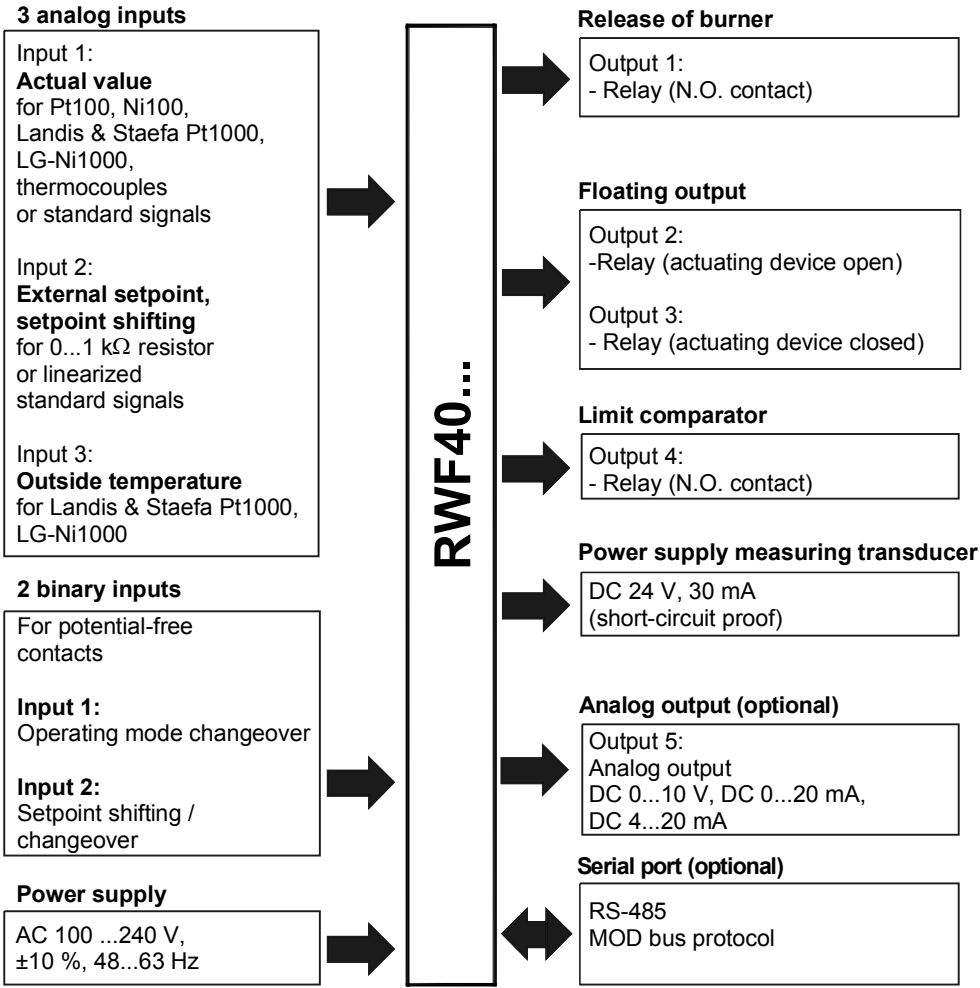 3 analog inputs
Input 1:
Actual value
for Pt100, Ni100,
Landis & Staefa Pt1000,
LG-Ni1000,
thermocouples
or standard signals
Input 2:
External setpoint,
setpoint shifting
for 0...1 kΩ resistor
or linearized
standard signals
Input 3:
Outside temperature
for Landis & Staefa Pt1000,
LG-Ni1000
2 binary inputs
For potential-free
contacts
Input 1:
Operating mode changeover
Input 2:
Setpoint shifting /
changeover
Power supply
AC 100 ...240 V,
±10 %, 48...63 Hz
RWF40...
Release of burner
Output 1:
- Relay (N.O. contact)
Floating output
Output 2:
-Relay (actuating device open)
Output 3:
- Relay (actuating device closed)
Limit comparator
Output 4:
- Relay (N.O. contact)
Power supply measuring transducer
DC 24 V, 30 mA
(short-circuit proof)
Analog output (optional)
Output 5:
Analog output
DC 0...10 V, DC 0...20 mA,
DC 4...20 mA
Serial port (optional)
RS-485
MOD bus protocol